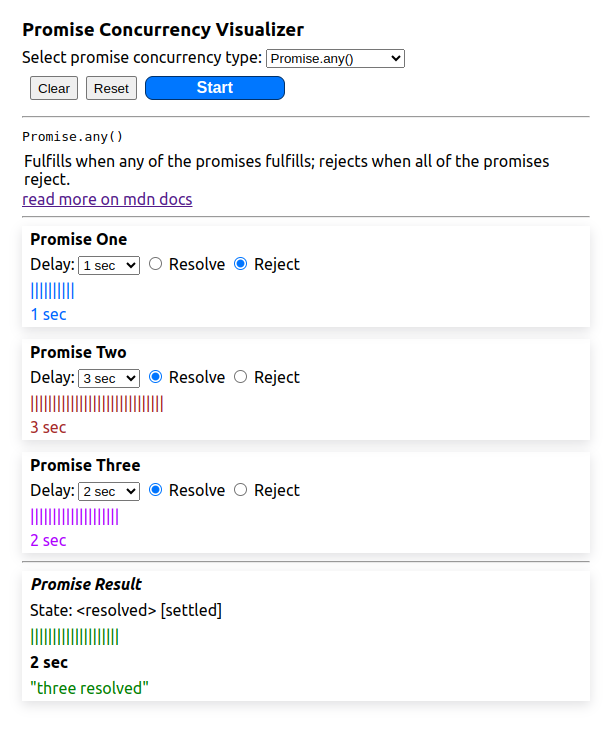 Promise Concurrency Visualizer
Select promise concurrency type: Promise.any()
Clear Reset Start
Promise.any()
Fulfills when any of the promises fulfills; rejects when all of the promises
reject.
read more on mdn docs
Promise One
Delay: 1 sec Resolve Reject
||||||||||
1 sec
Promise Two
Delay: 3 sec Resolve Reject
||||||||||||||||||||||||||||||
3 sec
Promise Three
Delay: 2 sec Resolve Reject
||||||||||||||||||||
2 sec
Promise Result
State: <resolved> [settled]
||||||||||||||||||||
2 sec
"three resolved"